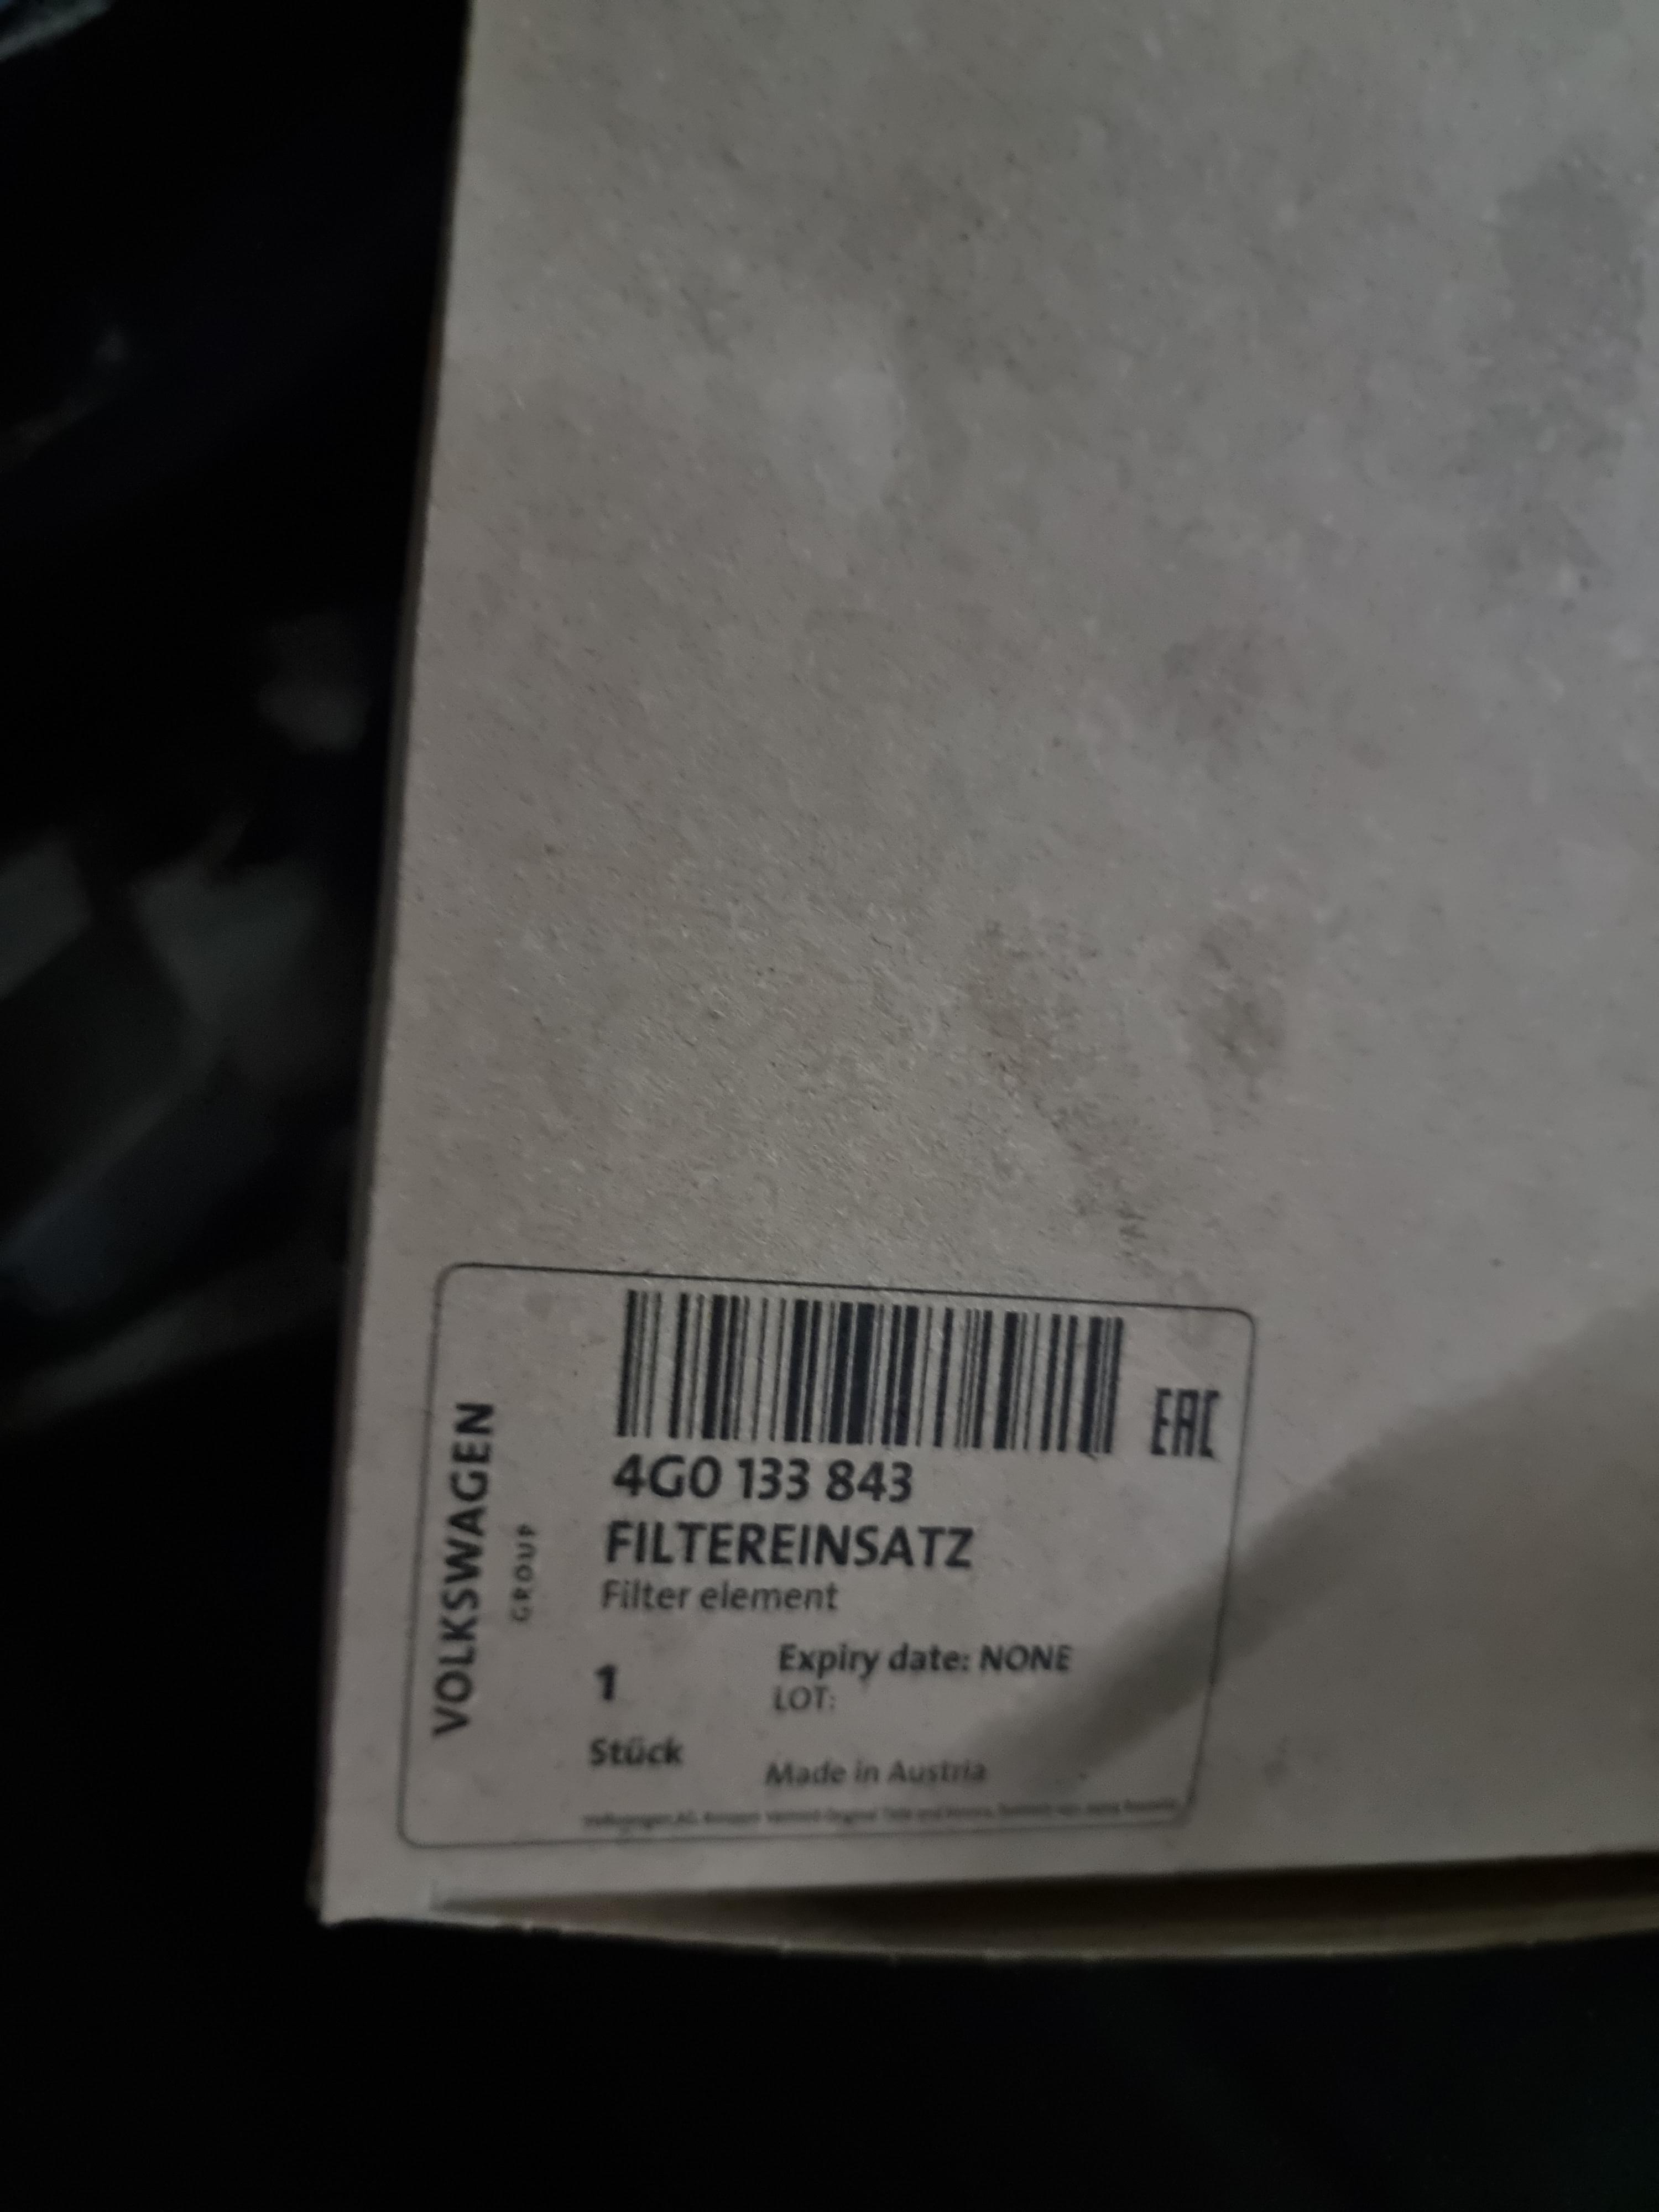 VOLKSWAGEN
GROUP
EAC
4G0 133 843
FILTEREINSATZ
Filter element
1
Stück
Expiry date: NONE
LOT:
Made in Austria